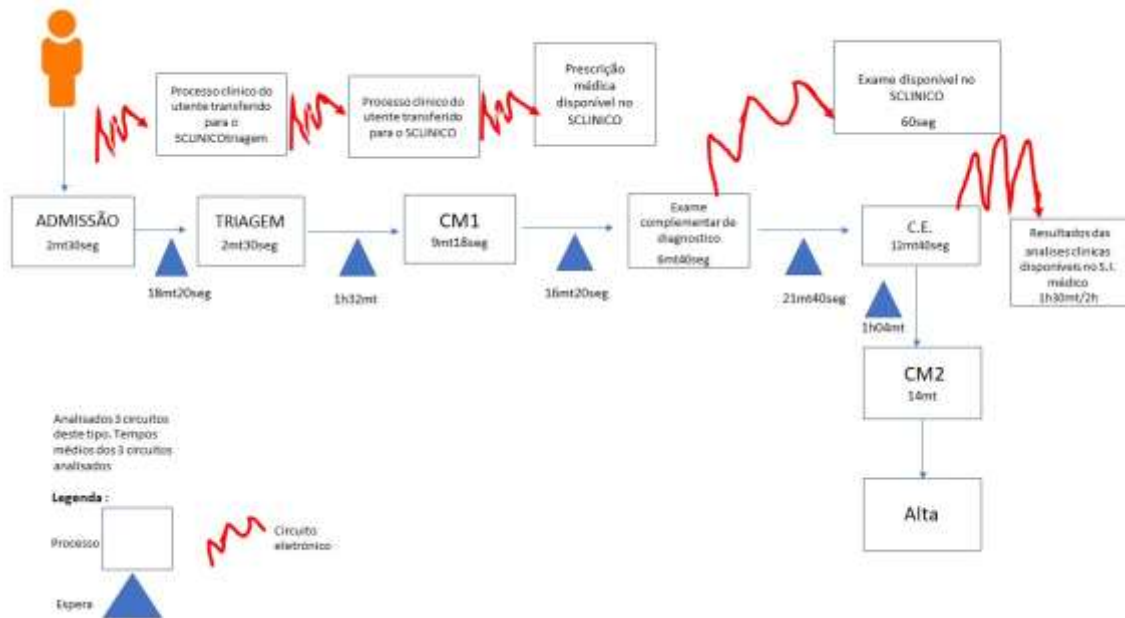 Processo clinico do
utente transferido
para o
SCLINICOtriagem
Processo clinico do
utente transferido
para o SCLINICO
Prescrição
médica
disponível no
SCLINICO
Exame disponível no
SCLINICO
60seg
ADMISSÃO
2mt30seg
TRIAGEM
2mt30seg
CM1
9mt18seg
Exame
complementar de
diagnostico
6mt40seg
C.E.
12mt40seg
Resultados das
analises clinicas
disponíveis no S.I.
médico
1h30mt/2h
18mt20seg
1h32mt
16mt20seg
21mt40seg
1h04mt
CM2
14mt
Alta
Analisados 3 circuitos
deste tipo. Tempos
médios dos 3 circuitos
analisados
Legenda :
Processo
Circuito
eletrónico
Espera